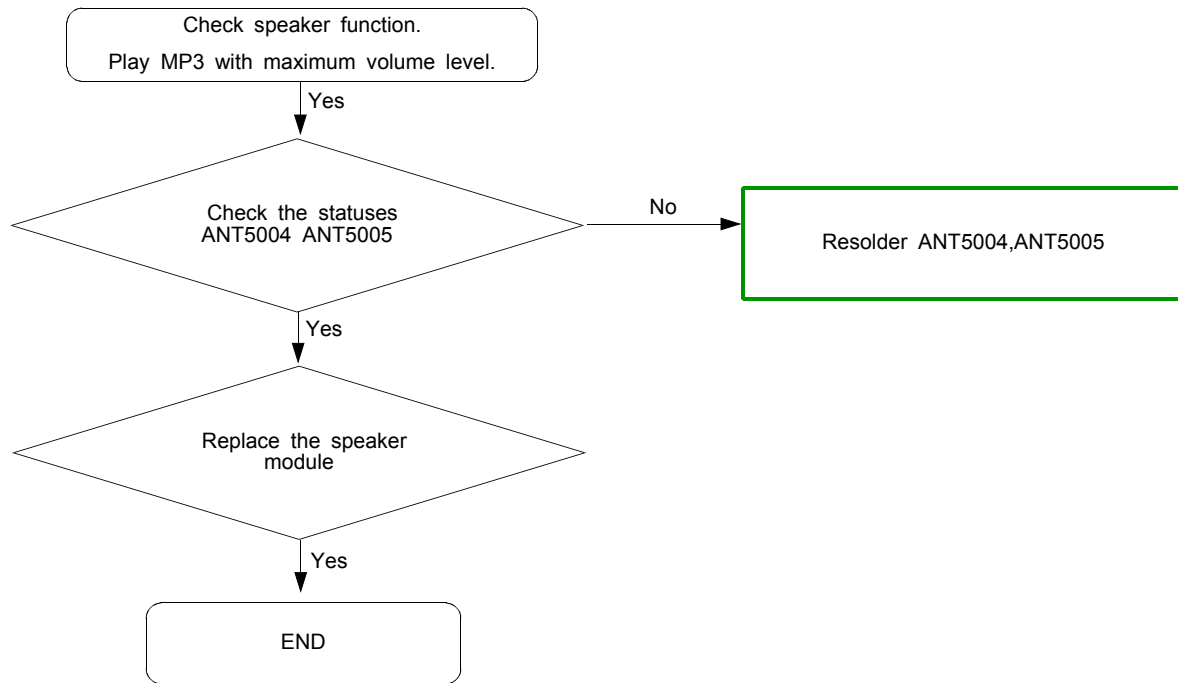 Check speaker function.
Play MP3 with maximum volume level.
Yes
Check the statuses
ANT5004 ANT5005
No
Resolder ANT5004,ANT5005
Yes
Replace the speaker
module
Yes
END